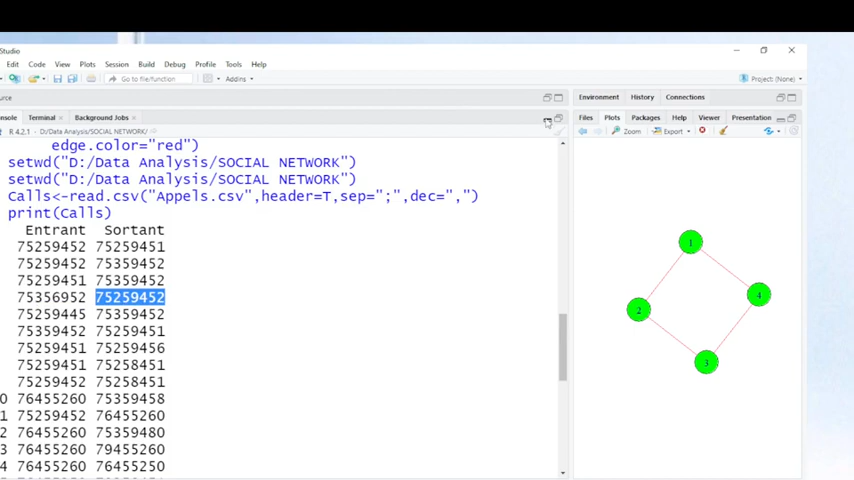 Studio
Edit Code View Plots Session Build Debug Profile Tools Help
Go to file/function Addins Project: (None)
Environment History Connections
Terminal Background Jobs
Files Plots Packages Help Viewer Presentation
R 4.2.1 D:/Data Analysis/SOCIAL NETWORK/
Zoom Export
edge.color="red")
setwd("D:/Data Analysis/SOCIAL NETWORK")
setwd("D:/Data Analysis/SOCIAL NETWORK")
Calls<-read.csv("Appels.csv",header=T,sep=";",dec=",")
print(Calls)
Entrant Sortant
75259452 75259451
75259452 75359452
75259451 75359452
75356952 75259452
75259445 75359452
75359452 75259451
75259451 75259456
75259451 75258451
75259452 75258451
0 76455260 75359458
1 75259452 76455260
2 76455260 75359480
3 76455260 79455260
4 76455260 76455250
1
4
2
3